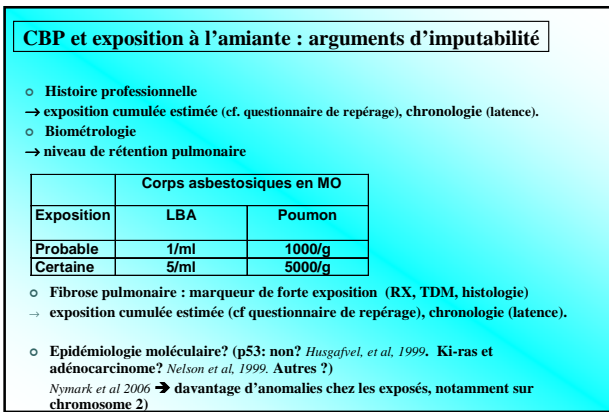 CBP et exposition à l'amiante : arguments d'imputabilité
o Histoire professionnelle
→ exposition cumulée estimée (cf. questionnaire de repérage), chronologie (latence).
o Biométrologie
→ niveau de rétention pulmonaire
Corps asbestosiques en MO
Exposition LBA Poumon
Probable 1/ml 1000/g
Certaine 5/ml 5000/g
o Fibrose pulmonaire : marqueur de forte exposition (RX, TDM, histologie)
→ exposition cumulée estimée (cf questionnaire de repérage), chronologie (latence).
o Epidémiologie moléculaire? (p53: non? Husgafvel, et al, 1999. Ki-ras et
adénocarcinome? Nelson et al, 1999. Autres ?)
Nymark et al 2006 ➔ davantage d'anomalies chez les exposés, notamment sur
chromosome 2)